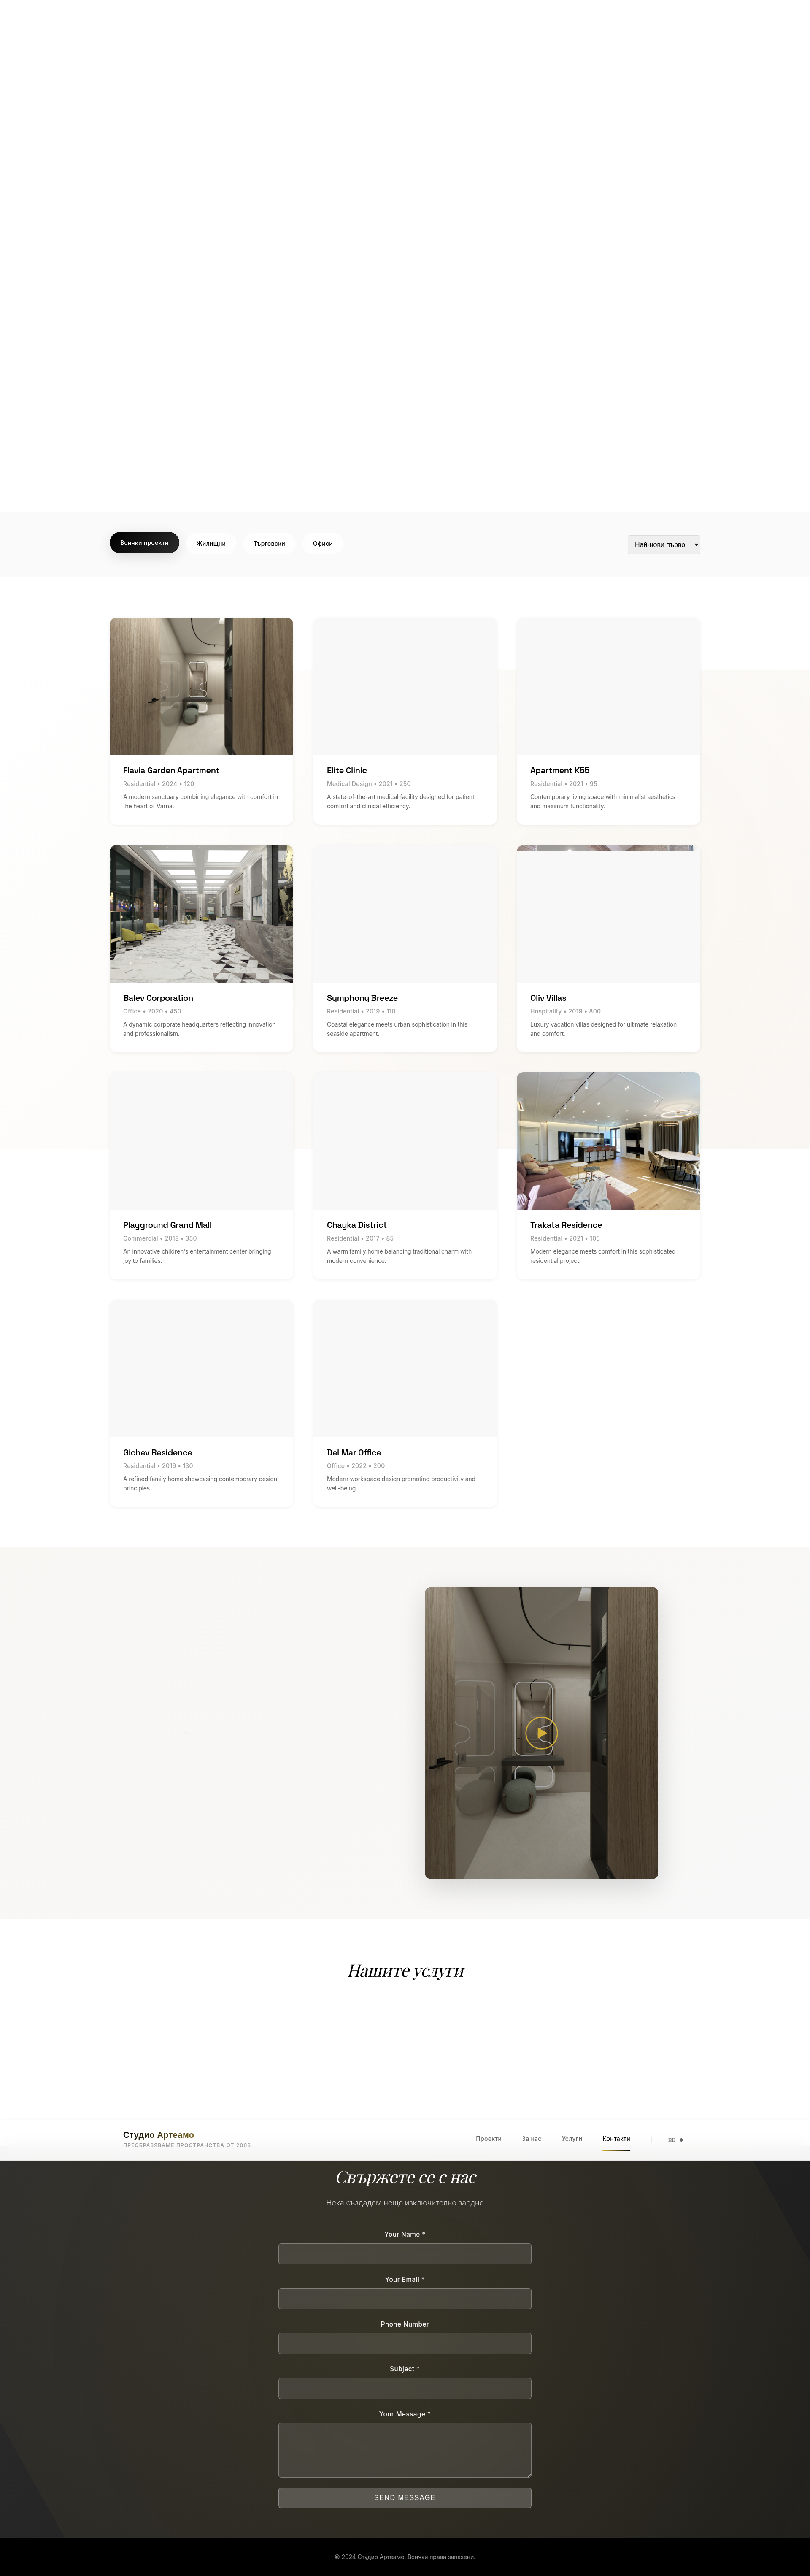 Всички проекти
Жилищни
Търговски
Офиси
Най-нови първо
Flavia Garden Apartment
Residential • 2024 • 120
A modern sanctuary combining elegance with comfort in
the heart of Varna.
Elite Clinic
Medical Design • 2021 • 250
A state-of-the-art medical facility designed for patient
comfort and clinical efficiency.
Apartment K55
Residential • 2021 • 95
Contemporary living space with minimalist aesthetics
and maximum functionality.
Balev Corporation
Office • 2020 • 450
A dynamic corporate headquarters reflecting innovation
and professionalism.
Symphony Breeze
Residential • 2019 • 110
Coastal elegance meets urban sophistication in this
seaside apartment.
Oliv Villas
Hospitality • 2019 • 800
Luxury vacation villas designed for ultimate relaxation
and comfort.
Playground Grand Mall
Commercial • 2018 • 350
An innovative children's entertainment center bringing
joy to families.
Chayka District
Residential • 2017 • 85
A warm family home balancing traditional charm with
modern convenience.
Trakata Residence
Residential • 2021 • 105
Modern elegance meets comfort in this sophisticated
residential project.
Gichev Residence
Residential • 2019 • 130
A refined family home showcasing contemporary design
principles.
Del Mar Office
Office • 2022 • 200
Modern workspace design promoting productivity and
well-being.
Нашите услуги
Студио Артеамо
ПРЕОБРАЗЯВАМЕ ПРОСТРАНСТВА ОТ 2008
Проекти
За нас
Услуги
Контакти
BG
Свържете се с нас
Нека създадем нещо изключително заедно
Your Name *
Your Email *
Phone Number
Subject *
Your Message *
SEND MESSAGE
© 2024 Студио Артеамо. Всички права запазени.